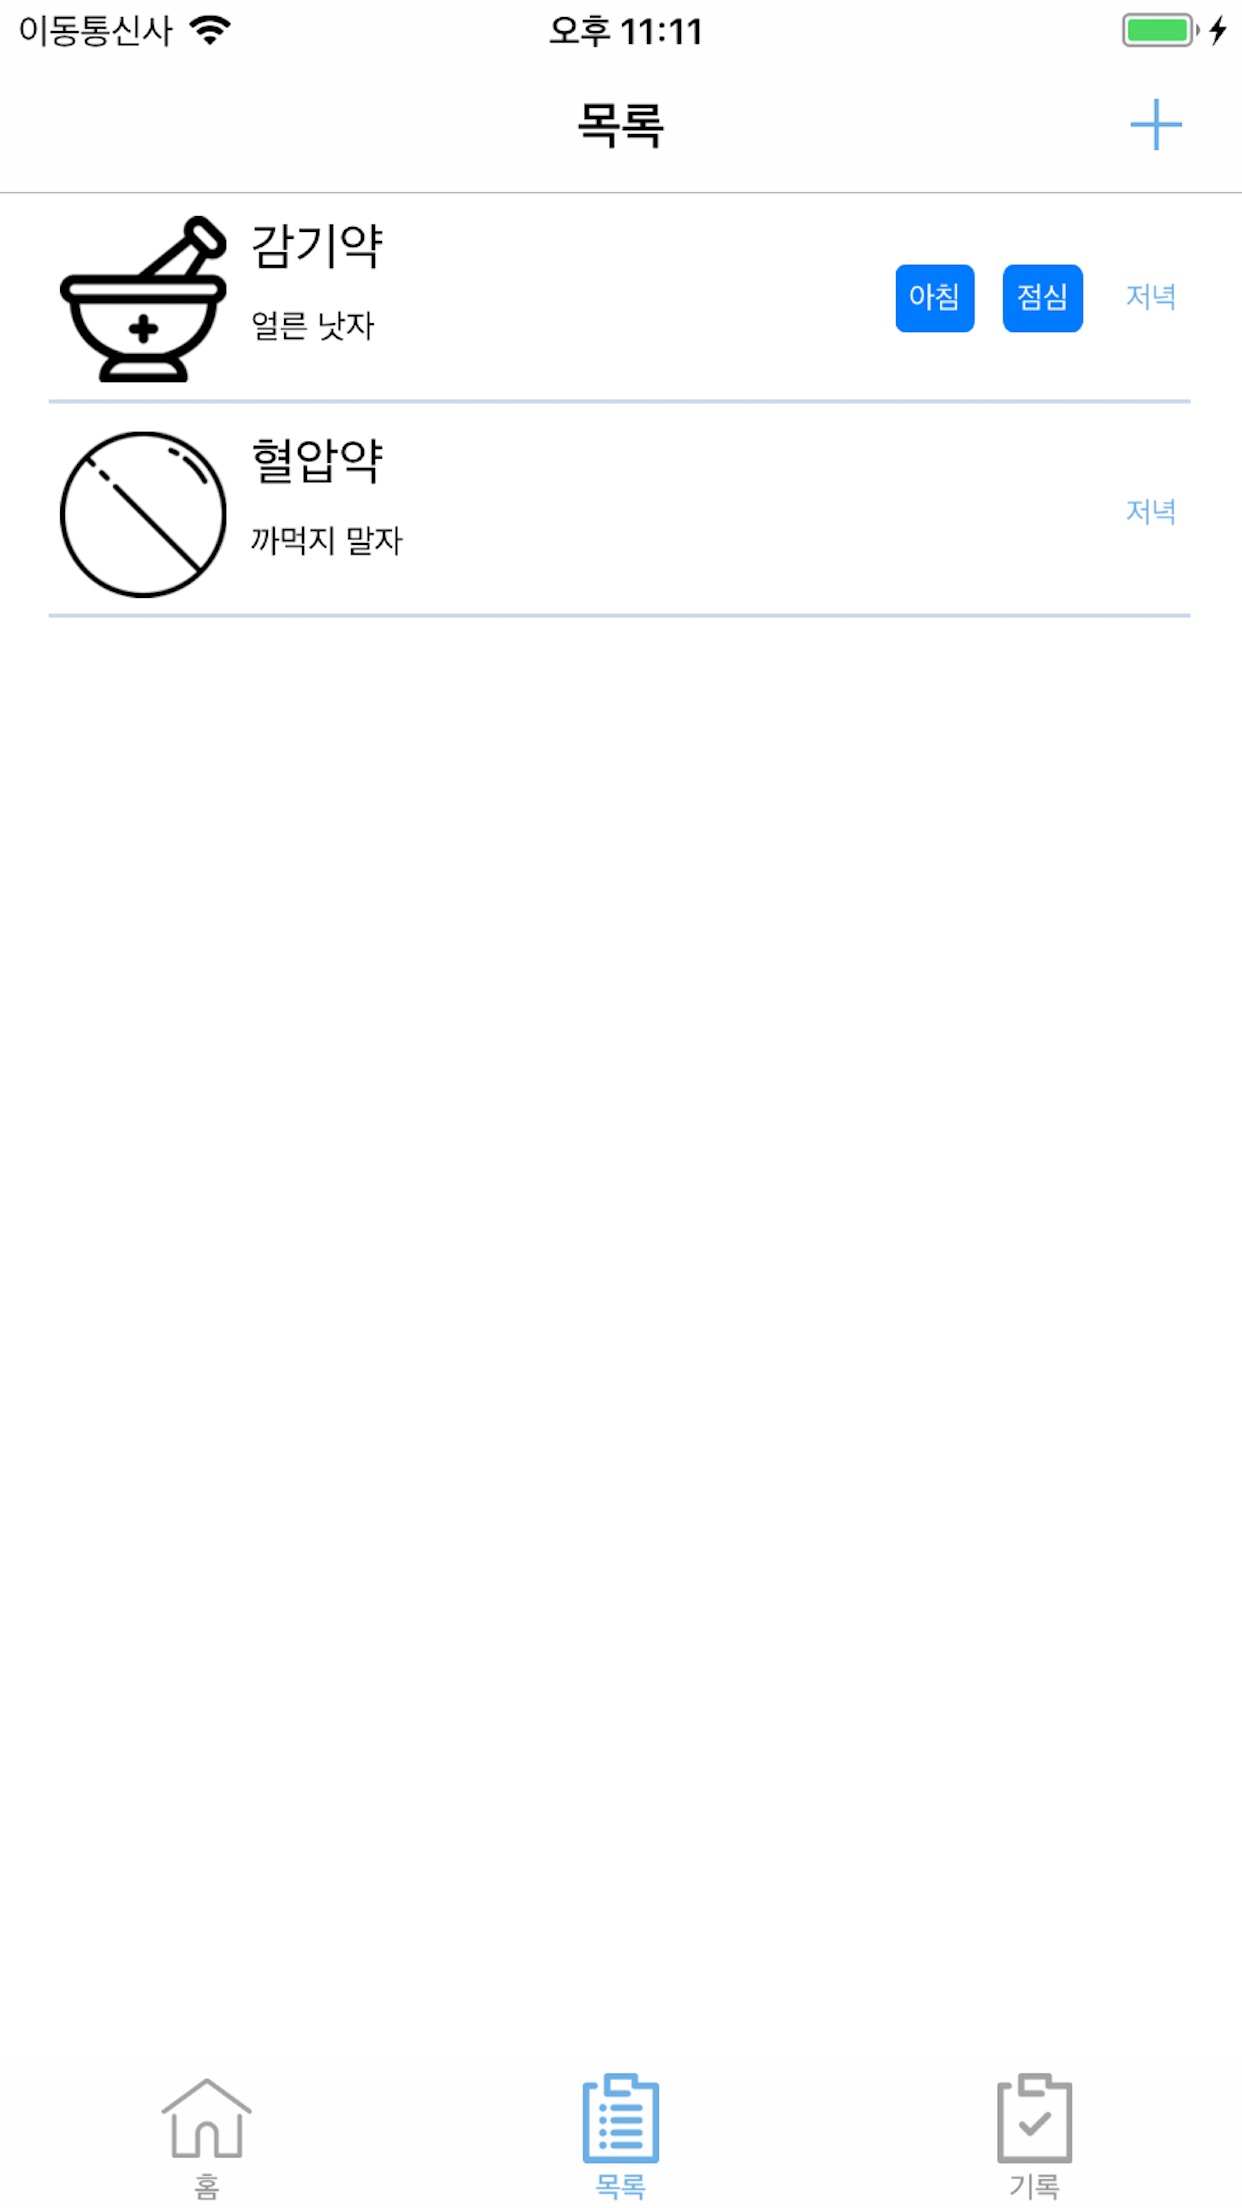 이동통신사 오후 11:11
목록
감기약
얼른 낫자
아침 점심 저녁
혈압약
까먹지 말자
저녁
홈 목록 기록